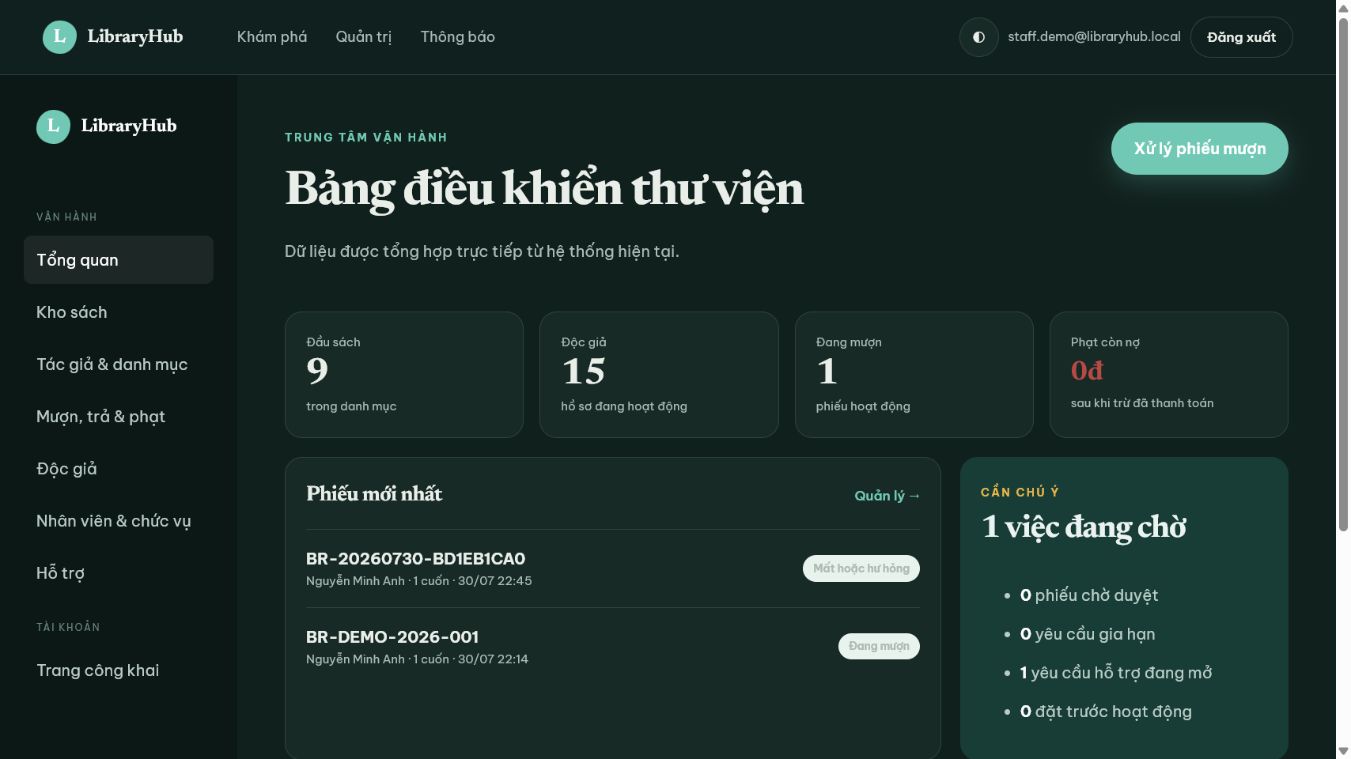 L LibraryHub Khám phá Quản trị Thông báo staff.demo@libraryhub.local Đăng xuất
L LibraryHub
VẬN HÀNH
Tổng quan
Kho sách
Tác giả & danh mục
Mượn, trả & phạt
Độc giả
Nhân viên & chức vụ
Hỗ trợ
TÀI KHOẢN
Trang công khai
TRUNG TÂM VẬN HÀNH
Bảng điều khiển thư viện
Dữ liệu được tổng hợp trực tiếp từ hệ thống hiện tại.
Xử lý phiếu mượn
Đầu sách
9
trong danh mục
Độc giả
15
hồ sơ đang hoạt động
Đang mượn
1
phiếu hoạt động
Phạt còn nợ
0đ
sau khi trừ đã thanh toán
Phiếu mới nhất
Quản lý →
BR-20260730-BD1EB1CA0
Nguyễn Minh Anh · 1 cuốn · 30/07 22:45
Mất hoặc hư hỏng
BR-DEMO-2026-001
Nguyễn Minh Anh · 1 cuốn · 30/07 22:14
Đang mượn
CẦN CHÚ Ý
1 việc đang chờ
• 0 phiếu chờ duyệt
• 0 yêu cầu gia hạn
• 1 yêu cầu hỗ trợ đang mở
• 0 đặt trước hoạt động